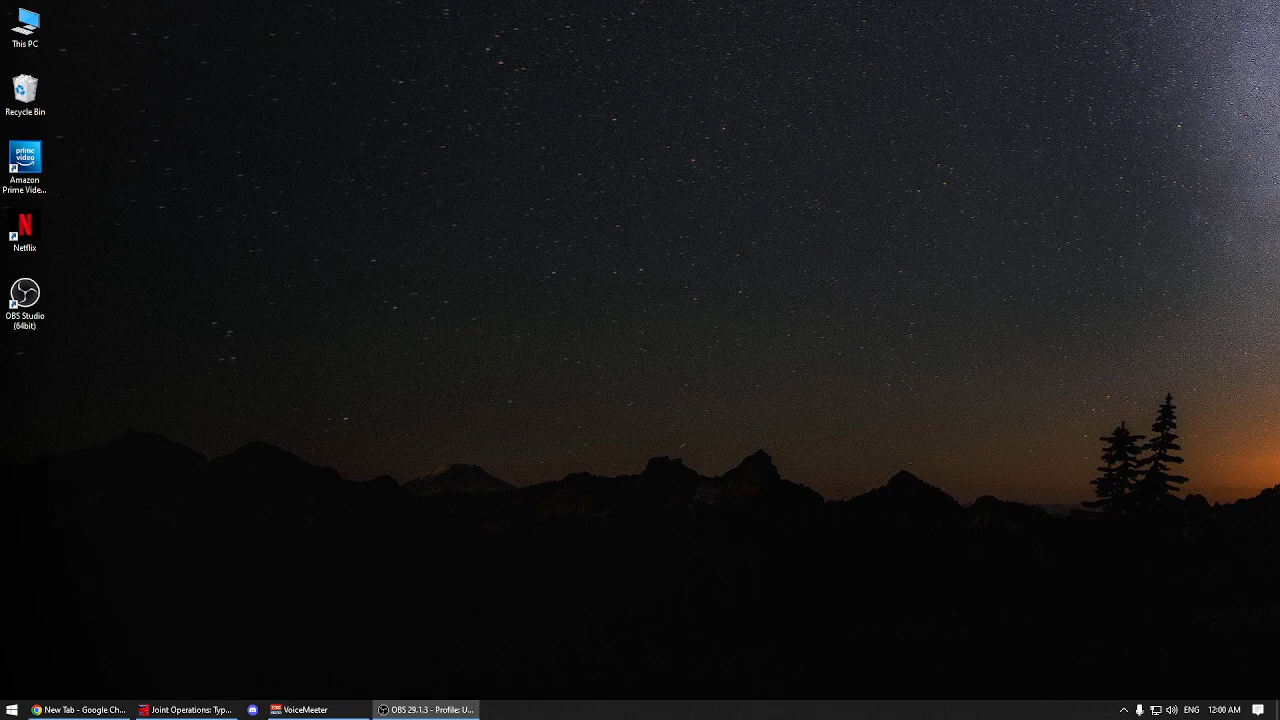 This PC
Recycle Bin
prime video
Amazon
Prime Vide...
N
Netflix
OBS Studio
(64bit)
New Tab - Google Ch...
Joint Operations: Typ...
VoiceMeeter
OBS 29.1.3 - Profile: U...
ENG
12:00 AM